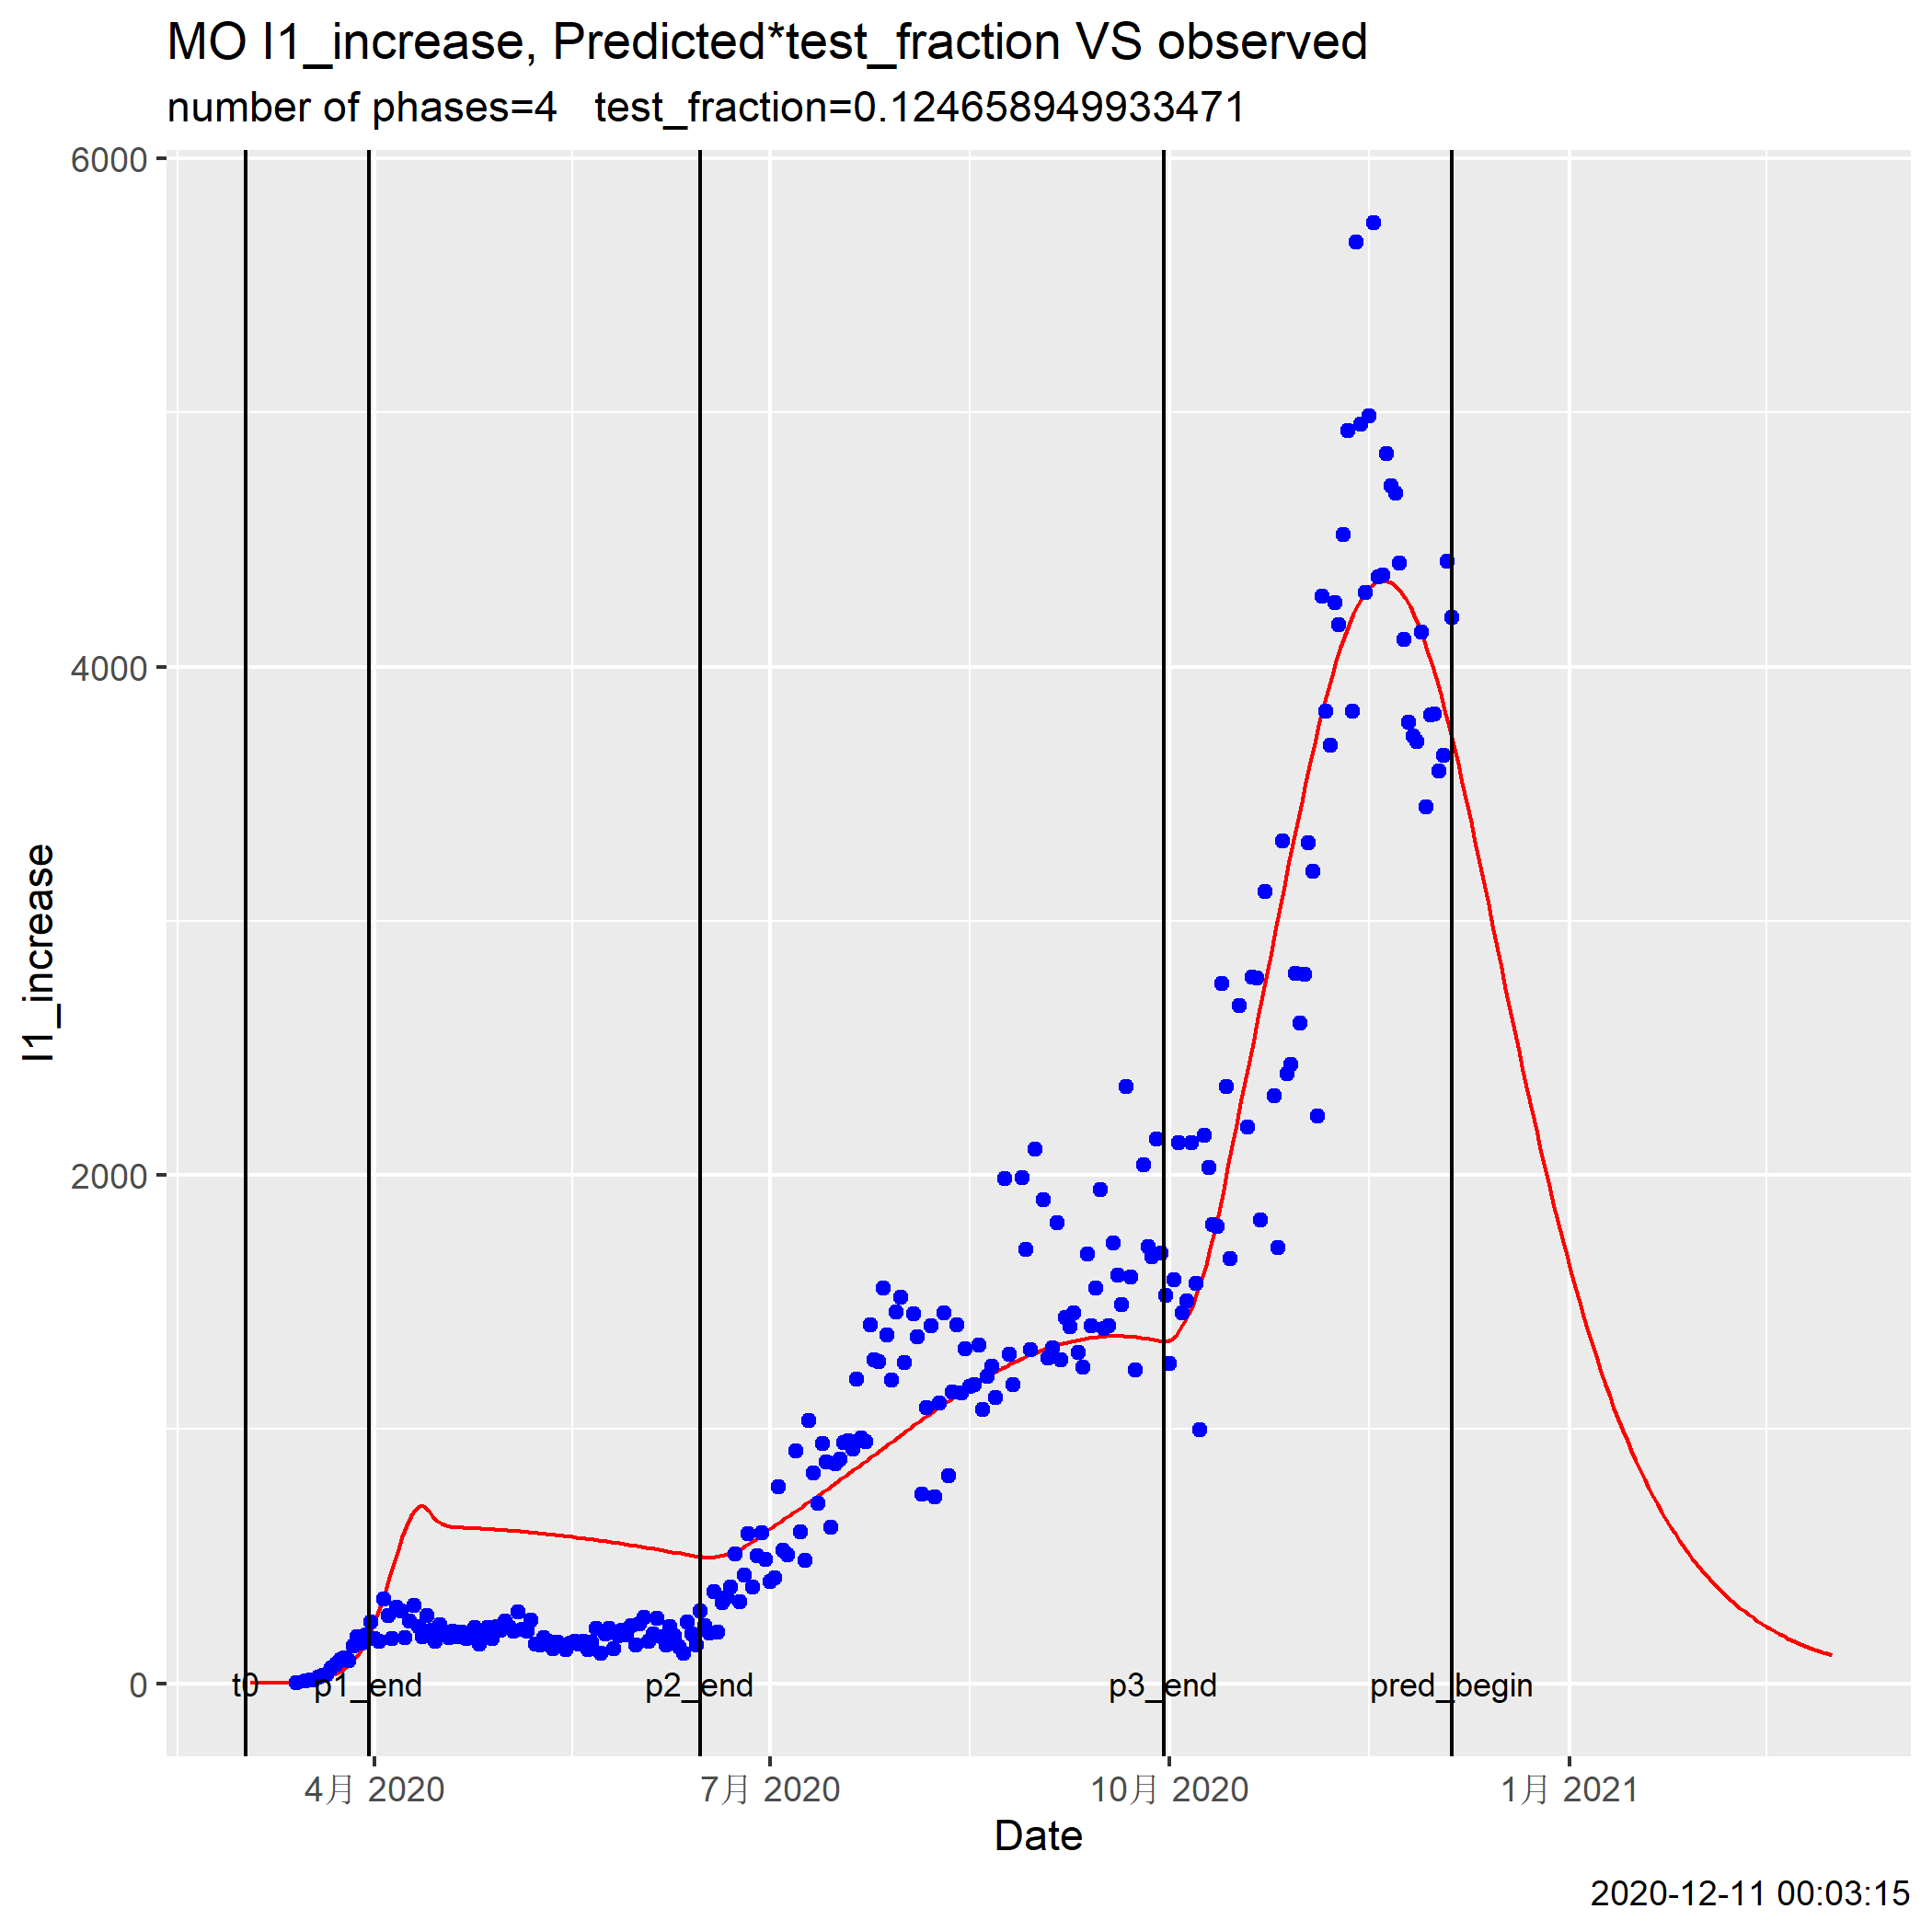 MO I1_increase, Predicted*test_fraction VS observed
number of phases=4 test_fraction=0.124658949933471
6000
4000
2000
0
I1_increase
t0
p1_end
p2_end
p3_end
pred_begin
4月 2020
7月 2020
10月 2020
1月 2021
Date
2020-12-11 00:03:15